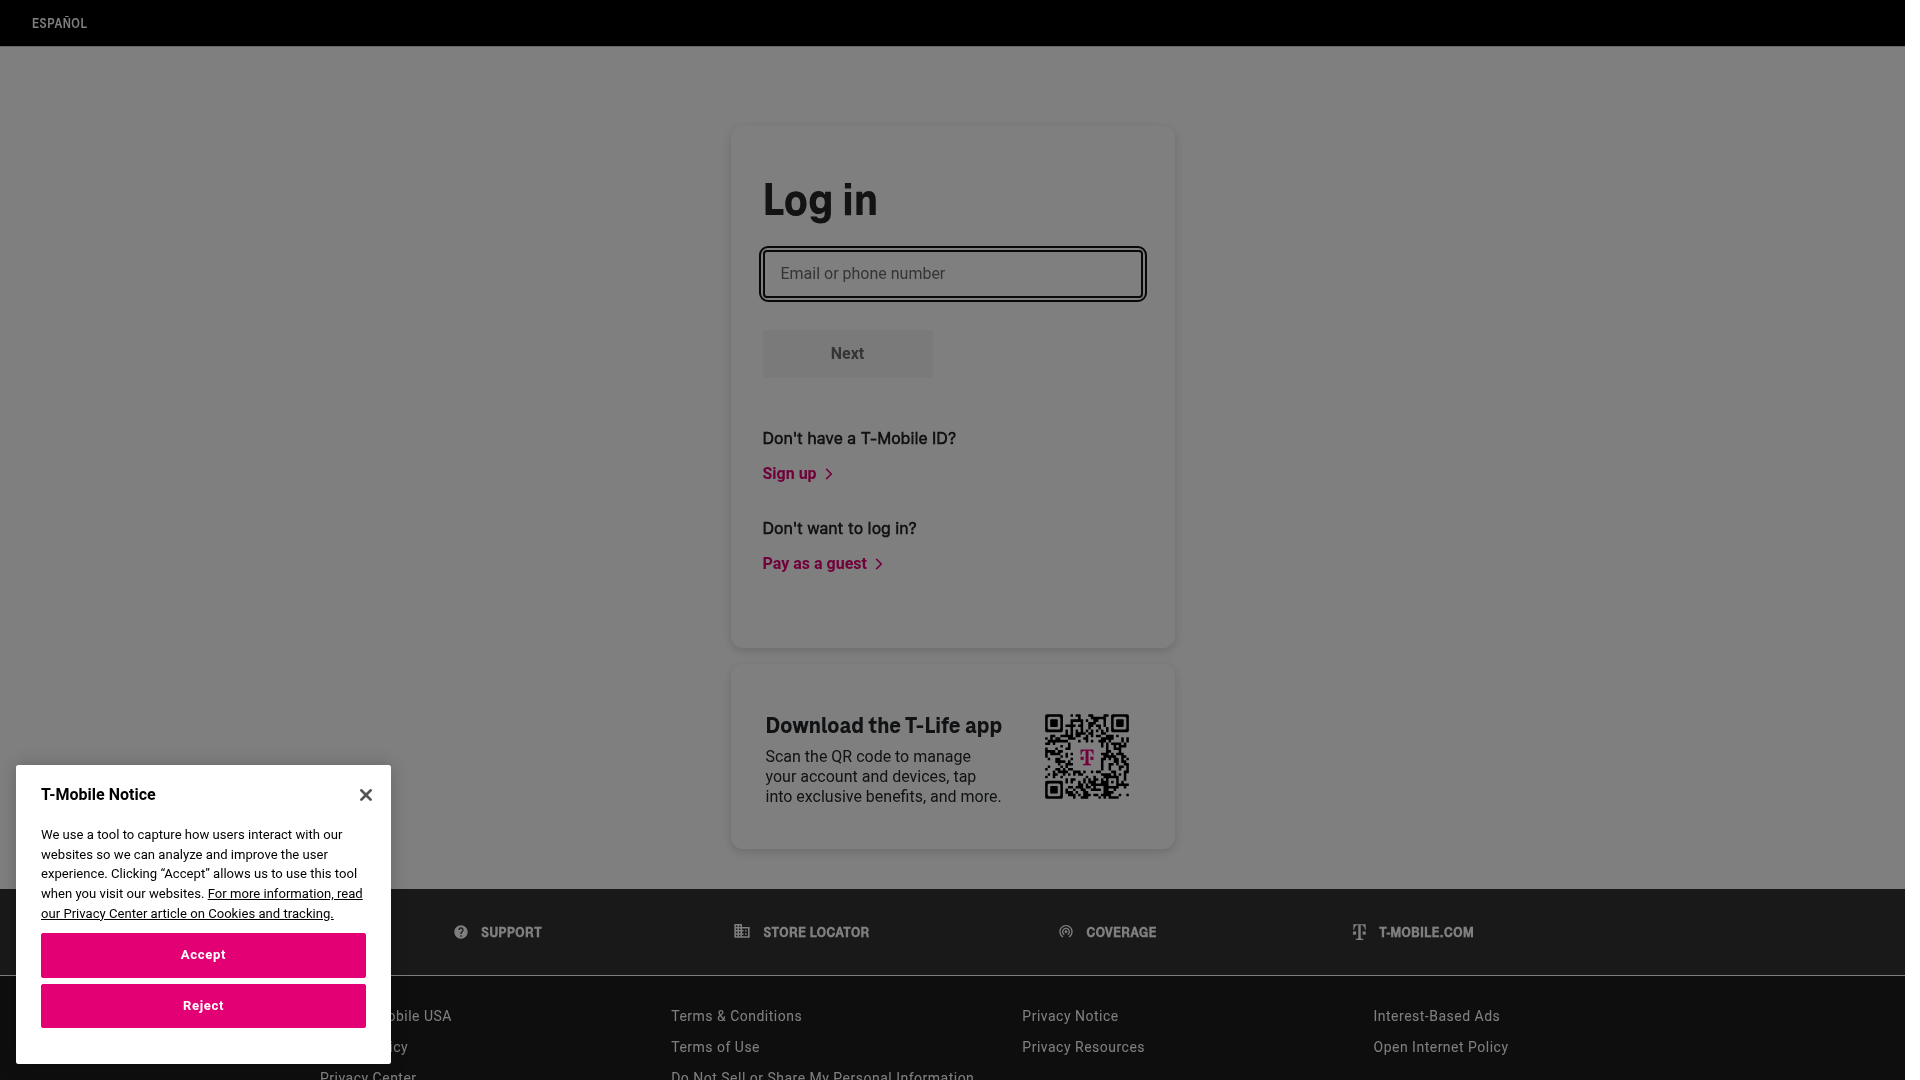 ESPAÑOL
Log in
Email or phone number
Next
Don't have a T-Mobile ID?
Sign up
Don't want to log in?
Pay as a guest
Download the T-Life app
Scan the QR code to manage
your account and devices, tap
into exclusive benefits, and more.
T-Mobile Notice
We use a tool to capture how users interact with our
websites so we can analyze and improve the user
experience. Clicking “Accept” allows us to use this tool
when you visit our websites. For more information, read
our Privacy Center article on Cookies and tracking.
Accept
Reject
SUPPORT
STORE LOCATOR
COVERAGE
T-MOBILE.COM
USA
Terms & Conditions
Privacy Notice
Interest-Based Ads
Terms of Use
Privacy Resources
Open Internet Policy
Privacy Center
Do Not Sell or Share My Personal Information